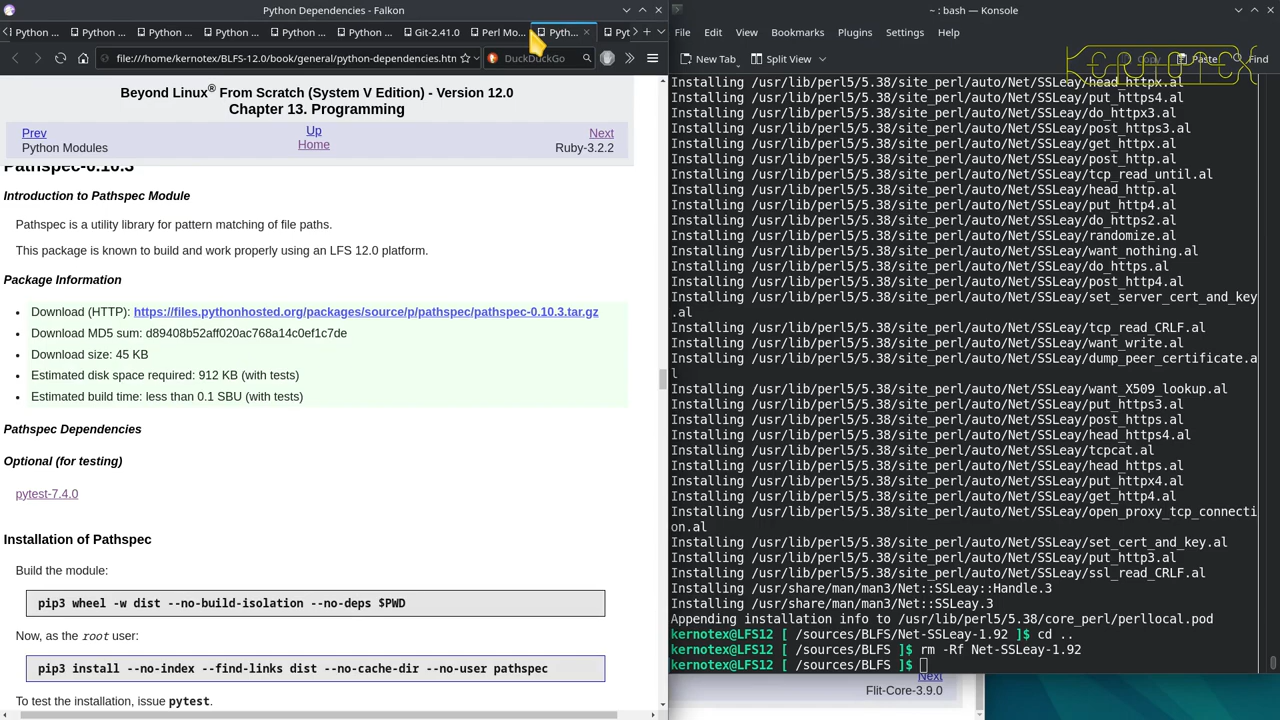 Python Dependencies - Falkon
Python ...
Python ...
Python ...
Python ...
Python ...
Python ...
Git-2.41.0
Perl Mo...
Pyth...
Pyt
file:///home/kernotex/BLFS-12.0/book/general/python-dependencies.htn
DuckDuckGo
Beyond Linux® From Scratch (System V Edition) - Version 12.0
Chapter 13. Programming
Prev
Up
Next
Python Modules
Home
Ruby-3.2.2
Pathspec-0.10.3
Introduction to Pathspec Module
Pathspec is a utility library for pattern matching of file paths.
This package is known to build and work properly using an LFS 12.0 platform.
Package Information
• Download (HTTP): https://files.pythonhosted.org/packages/source/p/pathspec/pathspec-0.10.3.tar.gz
• Download MD5 sum: d89408b52aff020ac768a14c0ef1c7de
• Download size: 45 KB
• Estimated disk space required: 912 KB (with tests)
• Estimated build time: less than 0.1 SBU (with tests)
Pathspec Dependencies
Optional (for testing)
pytest-7.4.0
Installation of Pathspec
Build the module:
pip3 wheel -w dist --no-build-isolation --no-deps $PWD
Now, as the root user:
pip3 install --no-index --find-links dist --no-cache-dir --no-user pathspec
To test the installation, issue pytest.
~ : bash — Konsole
File Edit View Bookmarks Plugins Settings Help
New Tab Split View Copy Paste Find
KERNOTEX
Installing /usr/lib/perl5/5.38/site_perl/auto/Net/SSLeay/head_httpx.al
Installing /usr/lib/perl5/5.38/site_perl/auto/Net/SSLeay/put_https4.al
Installing /usr/lib/perl5/5.38/site_perl/auto/Net/SSLeay/do_httpx3.al
Installing /usr/lib/perl5/5.38/site_perl/auto/Net/SSLeay/post_https3.al
Installing /usr/lib/perl5/5.38/site_perl/auto/Net/SSLeay/get_httpx.al
Installing /usr/lib/perl5/5.38/site_perl/auto/Net/SSLeay/post_http.al
Installing /usr/lib/perl5/5.38/site_perl/auto/Net/SSLeay/tcp_read_until.al
Installing /usr/lib/perl5/5.38/site_perl/auto/Net/SSLeay/head_http.al
Installing /usr/lib/perl5/5.38/site_perl/auto/Net/SSLeay/put_http4.al
Installing /usr/lib/perl5/5.38/site_perl/auto/Net/SSLeay/do_https2.al
Installing /usr/lib/perl5/5.38/site_perl/auto/Net/SSLeay/randomize.al
Installing /usr/lib/perl5/5.38/site_perl/auto/Net/SSLeay/want_nothing.al
Installing /usr/lib/perl5/5.38/site_perl/auto/Net/SSLeay/do_https.al
Installing /usr/lib/perl5/5.38/site_perl/auto/Net/SSLeay/post_http4.al
Installing /usr/lib/perl5/5.38/site_perl/auto/Net/SSLeay/set_server_cert_and_key
.al
Installing /usr/lib/perl5/5.38/site_perl/auto/Net/SSLeay/tcp_read_CRLF.al
Installing /usr/lib/perl5/5.38/site_perl/auto/Net/SSLeay/want_write.al
Installing /usr/lib/perl5/5.38/site_perl/auto/Net/SSLeay/dump_peer_certificate.a
l
Installing /usr/lib/perl5/5.38/site_perl/auto/Net/SSLeay/want_X509_lookup.al
Installing /usr/lib/perl5/5.38/site_perl/auto/Net/SSLeay/put_https3.al
Installing /usr/lib/perl5/5.38/site_perl/auto/Net/SSLeay/post_https.al
Installing /usr/lib/perl5/5.38/site_perl/auto/Net/SSLeay/head_https4.al
Installing /usr/lib/perl5/5.38/site_perl/auto/Net/SSLeay/tcpcat.al
Installing /usr/lib/perl5/5.38/site_perl/auto/Net/SSLeay/head_https.al
Installing /usr/lib/perl5/5.38/site_perl/auto/Net/SSLeay/put_httpx4.al
Installing /usr/lib/perl5/5.38/site_perl/auto/Net/SSLeay/get_http4.al
Installing /usr/lib/perl5/5.38/site_perl/auto/Net/SSLeay/open_proxy_tcp_connecti
on.al
Installing /usr/lib/perl5/5.38/site_perl/auto/Net/SSLeay/set_cert_and_key.al
Installing /usr/lib/perl5/5.38/site_perl/auto/Net/SSLeay/put_http3.al
Installing /usr/lib/perl5/5.38/site_perl/auto/Net/SSLeay/ssl_read_CRLF.al
Installing /usr/share/man/man3/Net::SSLeay::Handle.3
Installing /usr/share/man/man3/Net::SSLeay.3
Appending installation info to /usr/lib/perl5/5.38/core_perl/perllocal.pod
kernotex@LFS12 [ /sources/BLFS/Net-SSLeay-1.92 ]$ cd ..
kernotex@LFS12 [ /sources/BLFS ]$ rm -Rf Net-SSLeay-1.92
kernotex@LFS12 [ /sources/BLFS ]$
Next
Flit-Core-3.9.0